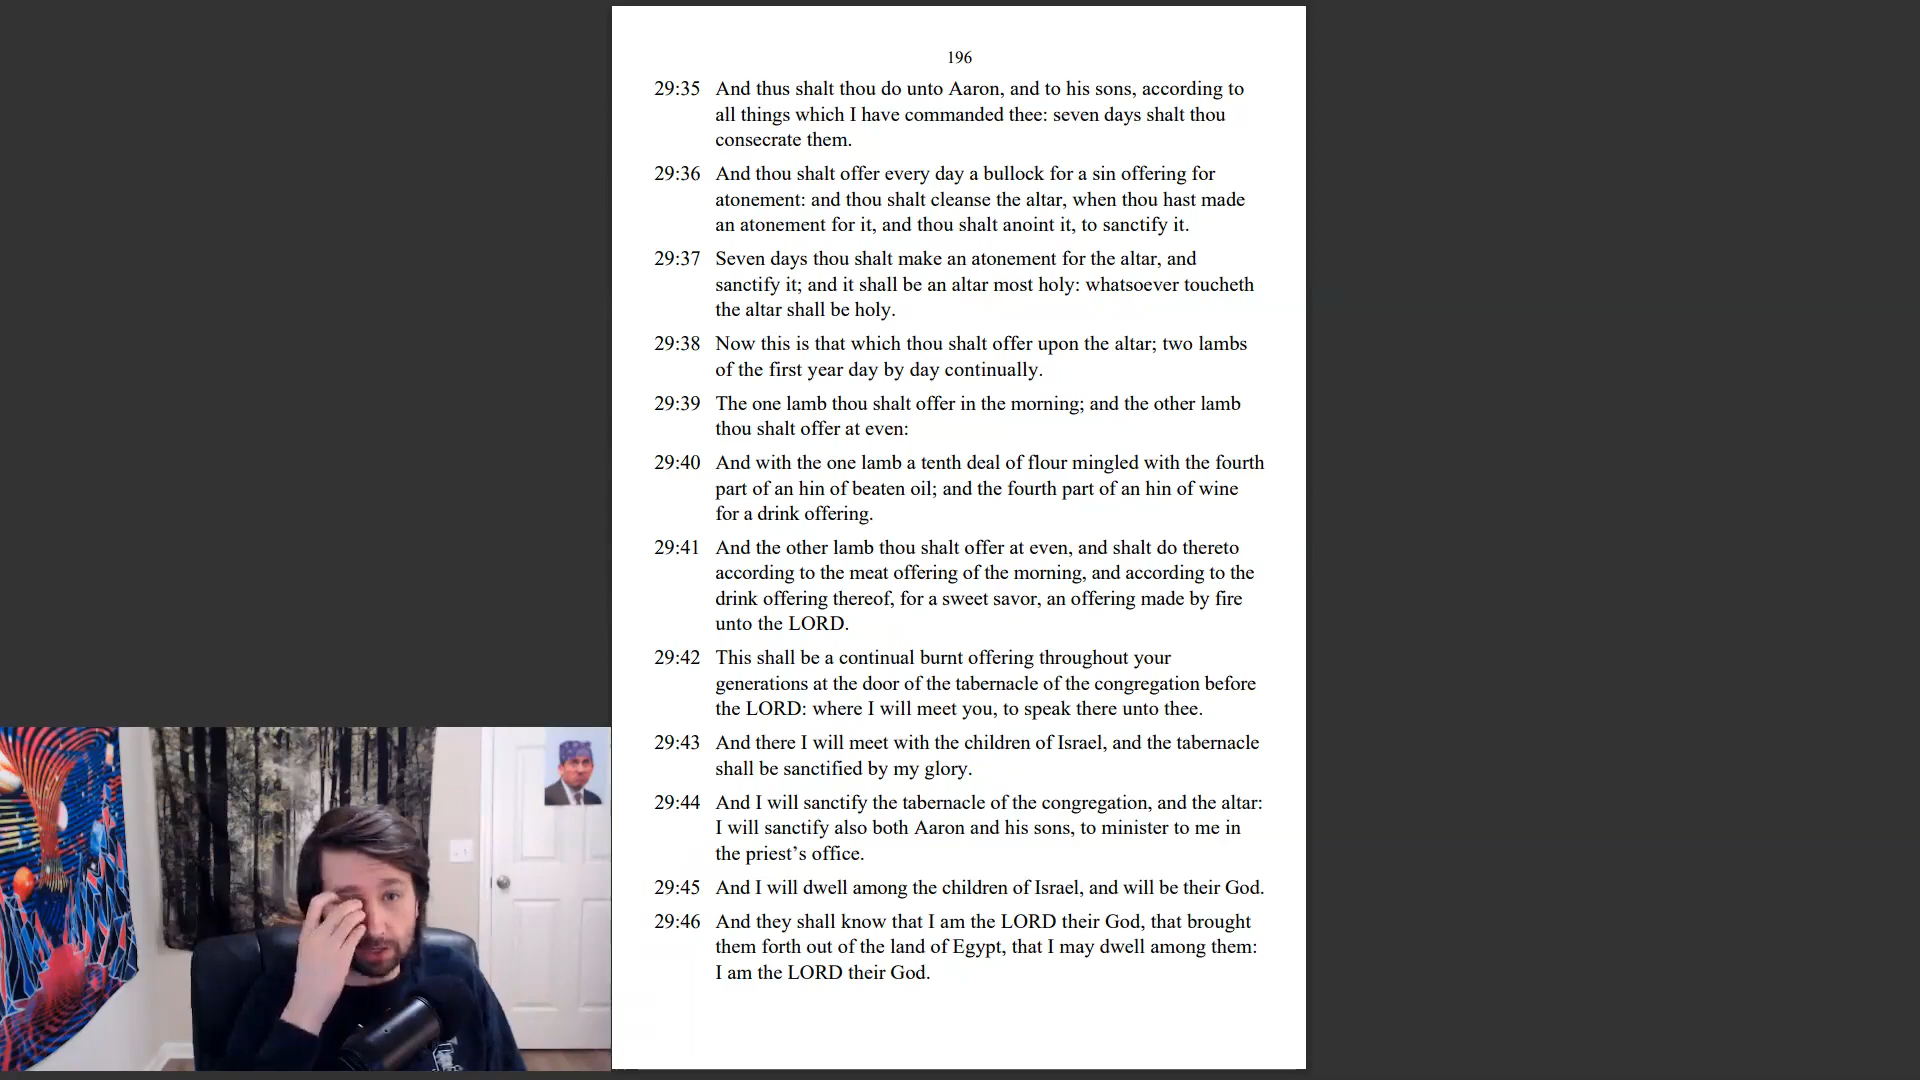 196
29:35 And thus shalt thou do unto Aaron, and to his sons, according to
all things which I have commanded thee: seven days shalt thou
consecrate them.
29:36 And thou shalt offer every day a bullock for a sin offering for
atonement: and thou shalt cleanse the altar, when thou hast made
an atonement for it, and thou shalt anoint it, to sanctify it.
29:37 Seven days thou shalt make an atonement for the altar, and
sanctify it; and it shall be an altar most holy: whatsoever toucheth
the altar shall be holy.
29:38 Now this is that which thou shalt offer upon the altar; two lambs
of the first year day by day continually.
29:39 The one lamb thou shalt offer in the morning; and the other lamb
thou shalt offer at even:
29:40 And with the one lamb a tenth deal of flour mingled with the fourth
part of an hin of beaten oil; and the fourth part of an hin of wine
for a drink offering.
29:41 And the other lamb thou shalt offer at even, and shalt do thereto
according to the meat offering of the morning, and according to the
drink offering thereof, for a sweet savor, an offering made by fire
unto the LORD.
29:42 This shall be a continual burnt offering throughout your
generations at the door of the tabernacle of the congregation before
the LORD: where I will meet you, to speak there unto thee.
29:43 And there I will meet with the children of Israel, and the tabernacle
shall be sanctified by my glory.
29:44 And I will sanctify the tabernacle of the congregation, and the altar:
I will sanctify also both Aaron and his sons, to minister to me in
the priest’s office.
29:45 And I will dwell among the children of Israel, and will be their God.
29:46 And they shall know that I am the LORD their God, that brought
them forth out of the land of Egypt, that I may dwell among them:
I am the LORD their God.